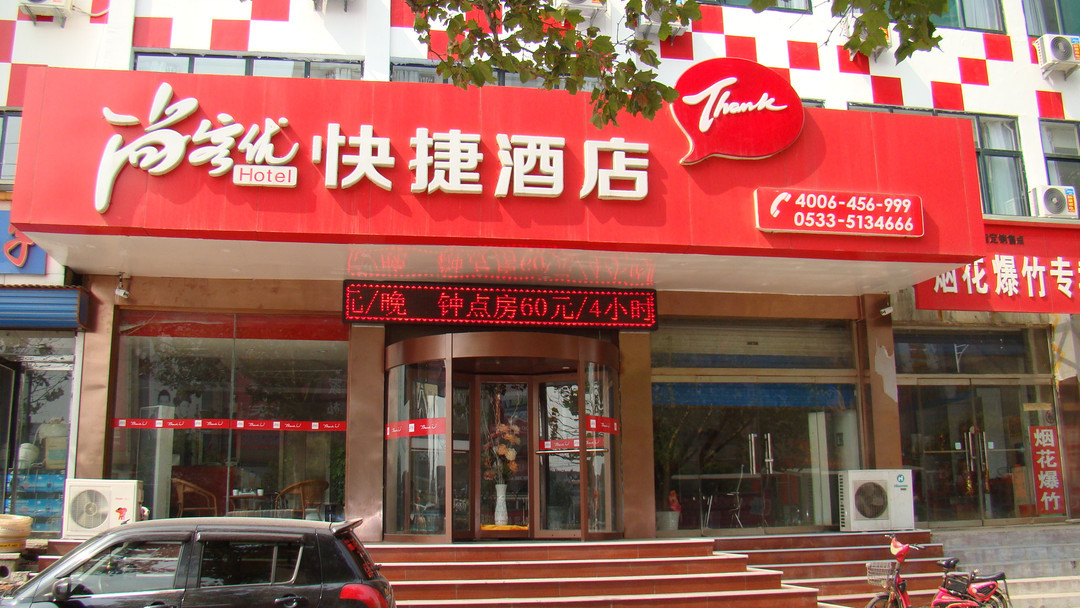 尚客优
Hotel
快捷酒店
Thank
4006-456-999
0533-5134666
元/晚 钟点房60元/4小时
烟花爆竹专
烟花爆竹